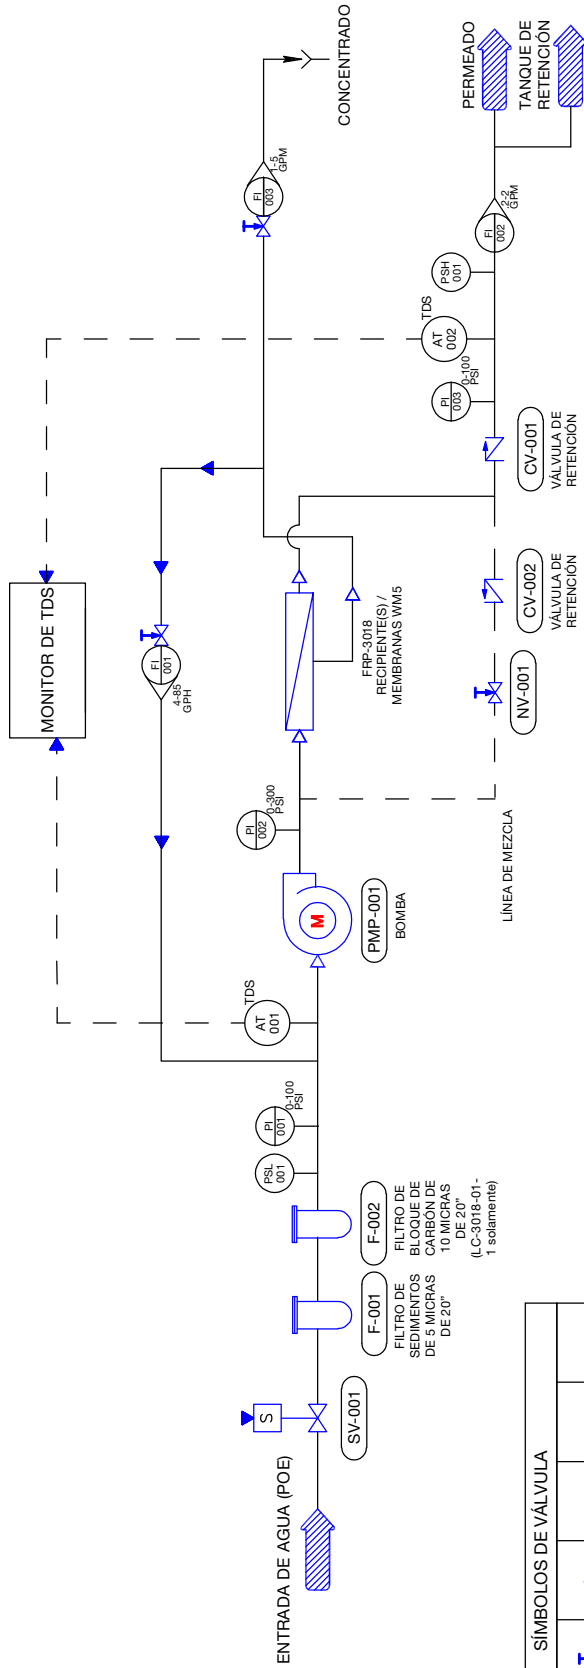 ENTRADA DE AGUA (POE)
S
SV-001
F-001
FILTRO DE
SEDIMENTOS
DE 5 MICRAS
DE 20"
F-002
FILTRO DE
BLOQUE DE
CARBÓN DE
10 MICRAS
DE 20"
(LC-3018-01-
1 solamente)
PSL
001
PI
001
0-100
PSI
AT
001
TDS
M
PMP-001
BOMBA
PI
002
0-300
PSI
FI
001
4-85
GPH
MONITOR DE TDS
FRP-3018
RECIPIENTE(S) /
MEMBRANAS WM5
LÍNEA DE MEZCLA
NV-001
CV-002
VÁLVULA DE
RETENCIÓN
CV-001
VÁLVULA DE
RETENCIÓN
PI
003
0-100
PSI
AT
002
TDS
PSH
001
FI
002
.2-2
GPM
FI
003
1-5
GPM
CONCENTRADO
PERMEADO
TANQUE DE
RETENCIÓN
SÍMBOLOS DE VÁLVULA